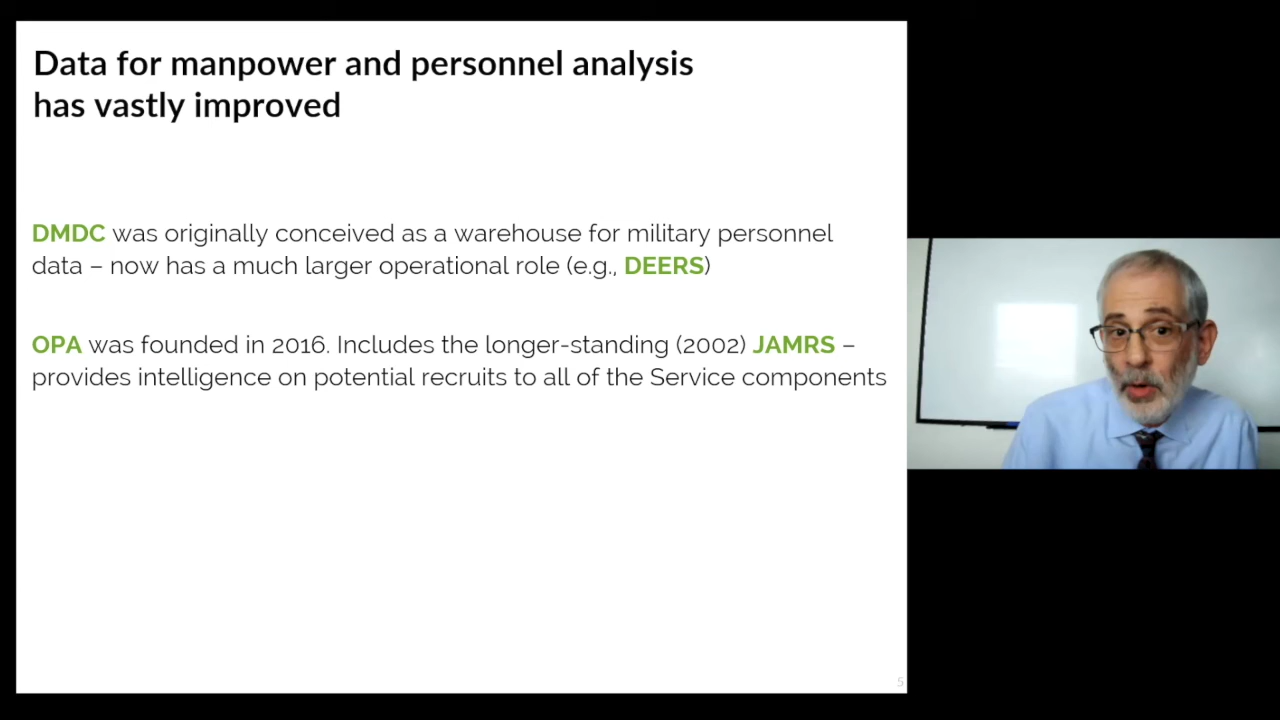 Data for manpower and personnel analysis
has vastly improved
DMDC was originally conceived as a warehouse for military personnel
data – now has a much larger operational role (e.g., DEERS)
OPA was founded in 2016. Includes the longer-standing (2002) JAMRS –
provides intelligence on potential recruits to all of the Service components
5